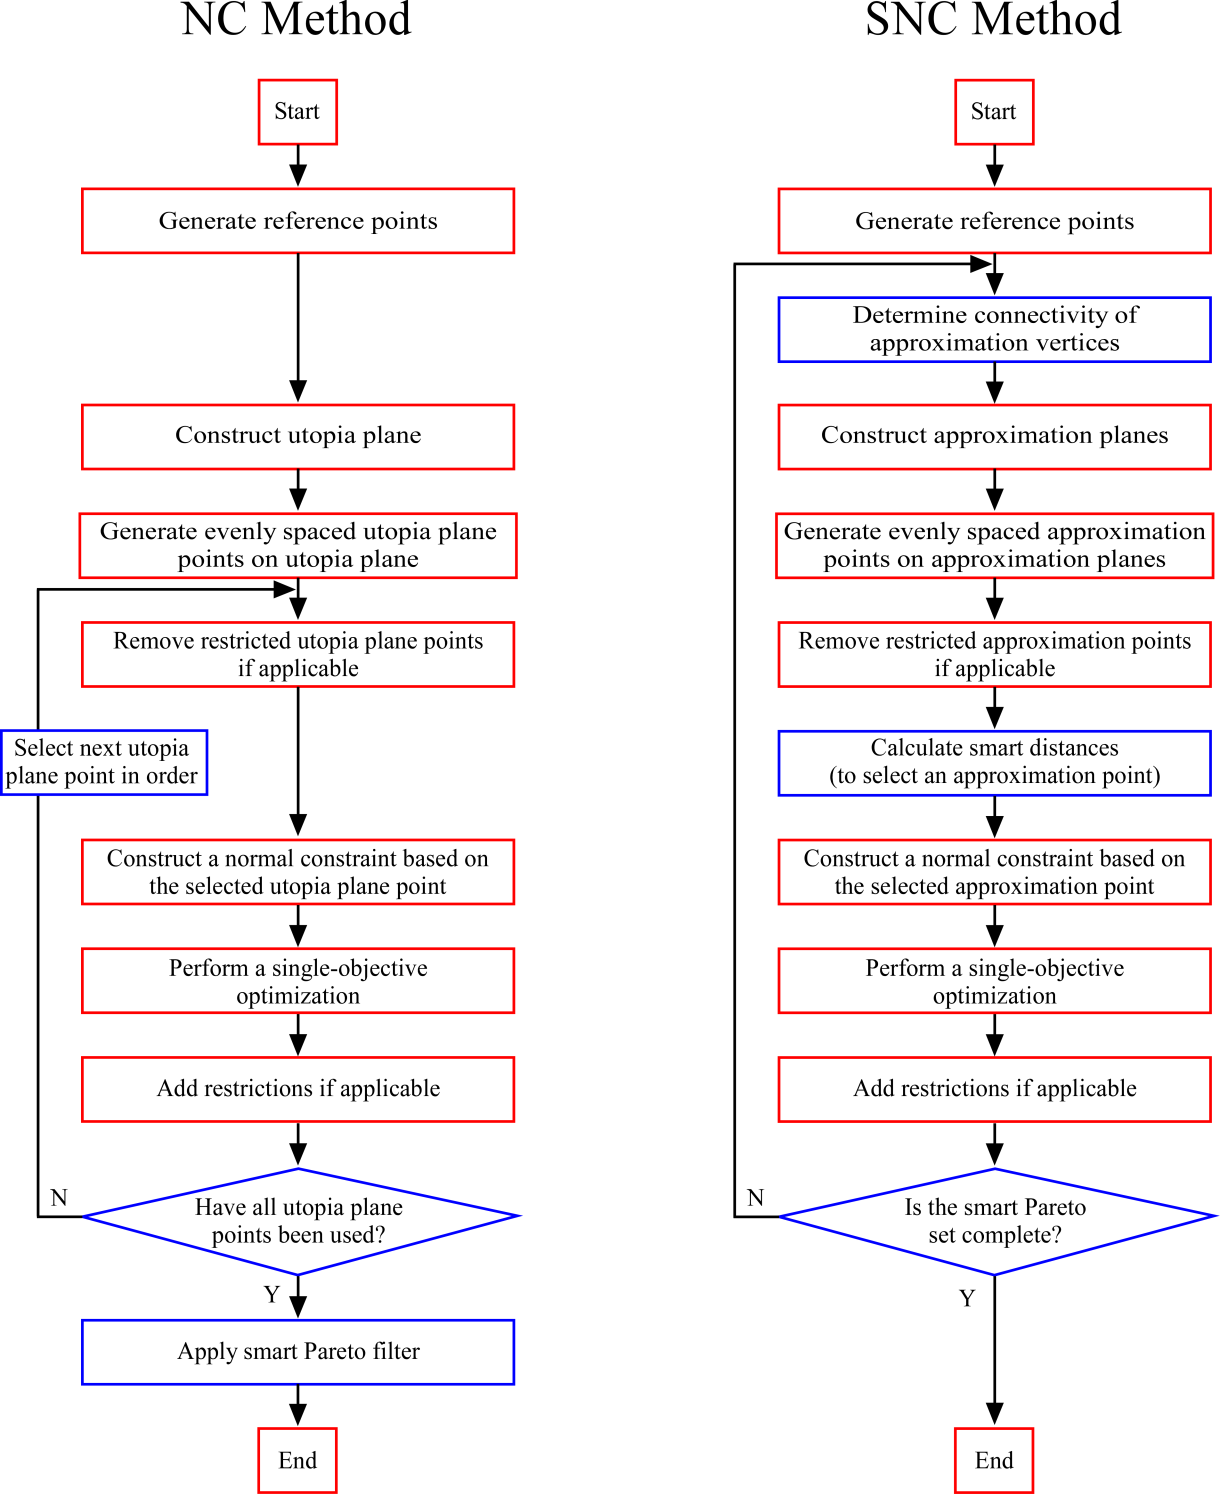 NC Method
Start
Generate reference points
Construct utopia plane
Generate evenly spaced utopia plane
points on utopia plane
Remove restricted utopia plane points
if applicable
Select next utopia
plane point in order
Construct a normal constraint based on
the selected utopia plane point
Perform a single-objective
optimization
Add restrictions if applicable
N
Have all utopia plane
points been used?
Y
Apply smart Pareto filter
End
SNC Method
Start
Generate reference points
Determine connectivity of
approximation vertices
Construct approximation planes
Generate evenly spaced approximation
points on approximation planes
Remove restricted approximation points
if applicable
Calculate smart distances
(to select an approximation point)
Construct a normal constraint based on
the selected approximation point
Perform a single-objective
optimization
Add restrictions if applicable
N
Is the smart Pareto
set complete?
Y
End